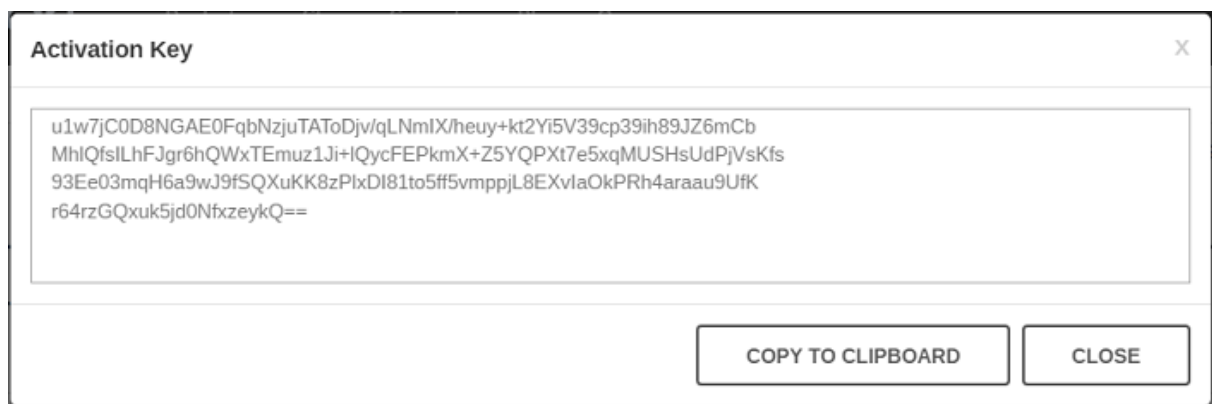 Activation Key
X
u1w7jC0D8NGAE0FqbNzjuTAToDjv/qLNmIX/heuy+kt2Yi5V39cp39ih89JZ6mCb
MhlQfsILhFJgr6hQWxTEmuz1Ji+lQycFEPkmX+Z5YQPXt7e5xqMUSHsUdPjVsKfs
93Ee03mqH6a9wJ9fSQXuKK8zPlxDI81to5ff5vmppjL8EXvIaOkPRh4araau9UfK
r64rzGQxuk5jd0NfxzeykQ==
COPY TO CLIPBOARD
CLOSE